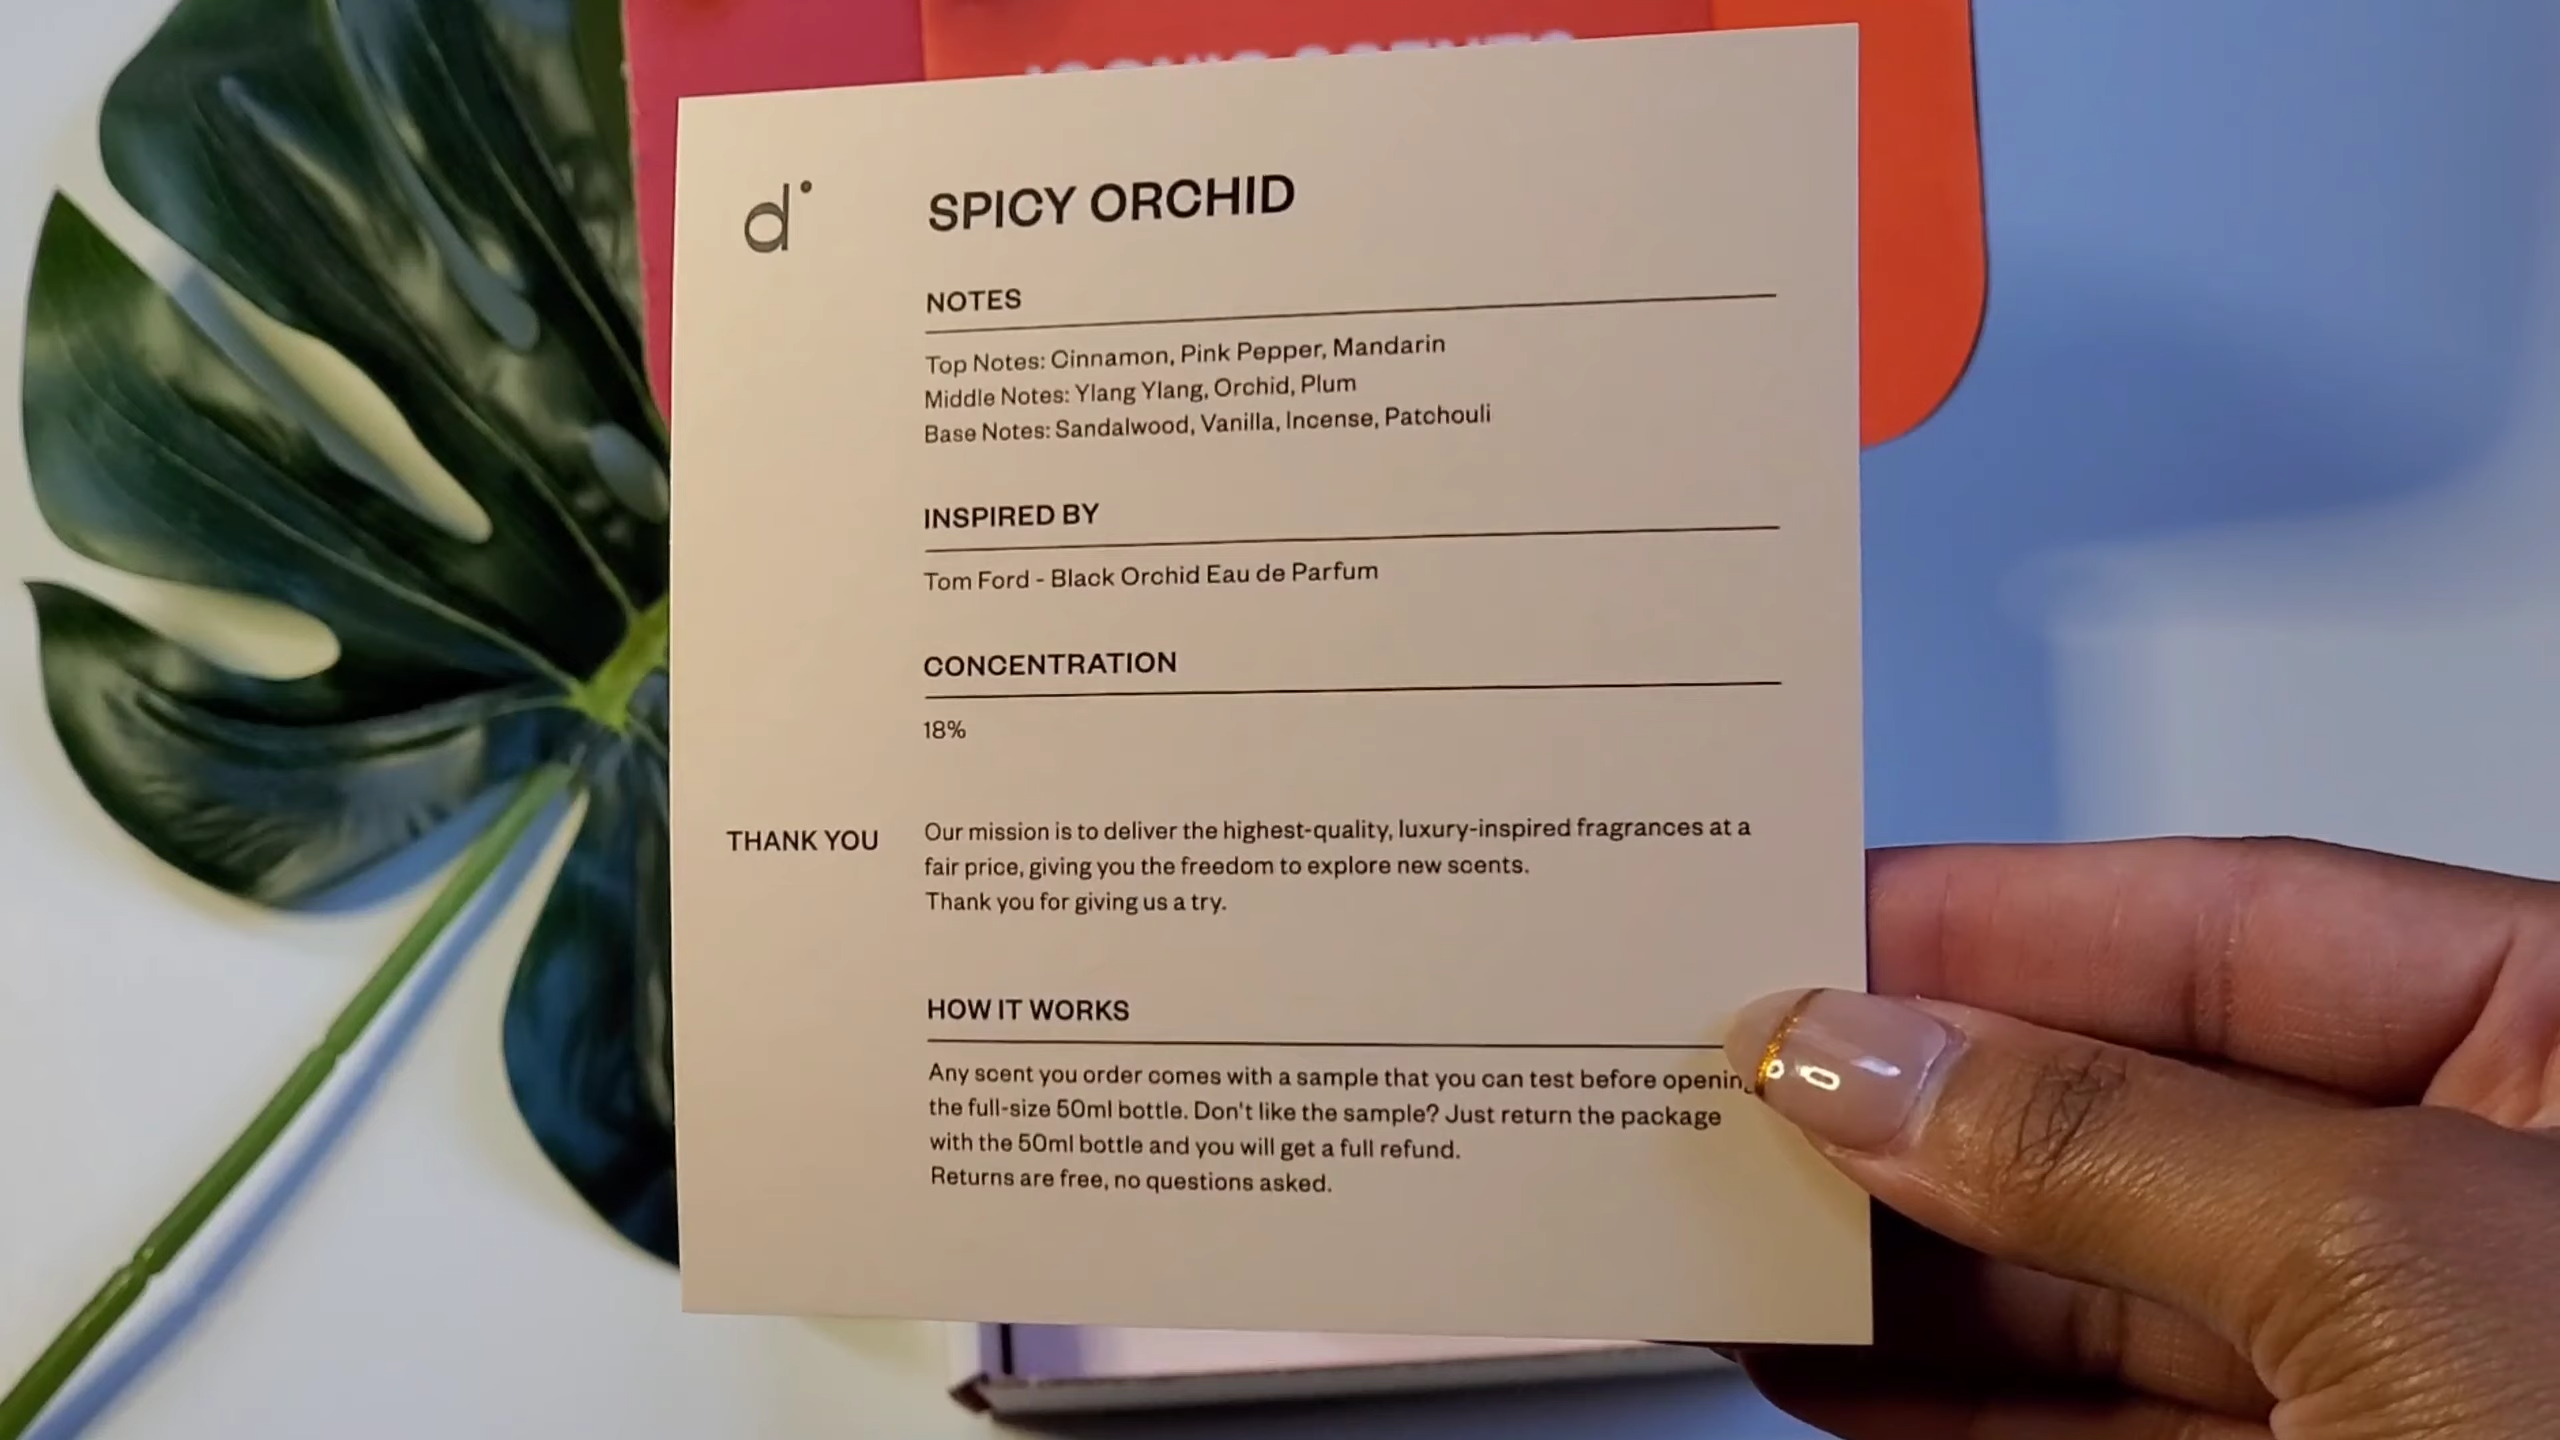 ICONIC SCENTS
d°
SPICY ORCHID
NOTES
Top Notes: Cinnamon, Pink Pepper, Mandarin
Middle Notes: Ylang Ylang, Orchid, Plum
Base Notes: Sandalwood, Vanilla, Incense, Patchouli
INSPIRED BY
Tom Ford - Black Orchid Eau de Parfum
CONCENTRATION
18%
THANK YOU
Our mission is to deliver the highest-quality, luxury-inspired fragrances at a
fair price, giving you the freedom to explore new scents.
Thank you for giving us a try.
HOW IT WORKS
Any scent you order comes with a sample that you can test before opening
the full-size 50ml bottle. Don't like the sample? Just return the package
with the 50ml bottle and you will get a full refund.
Returns are free, no questions asked.